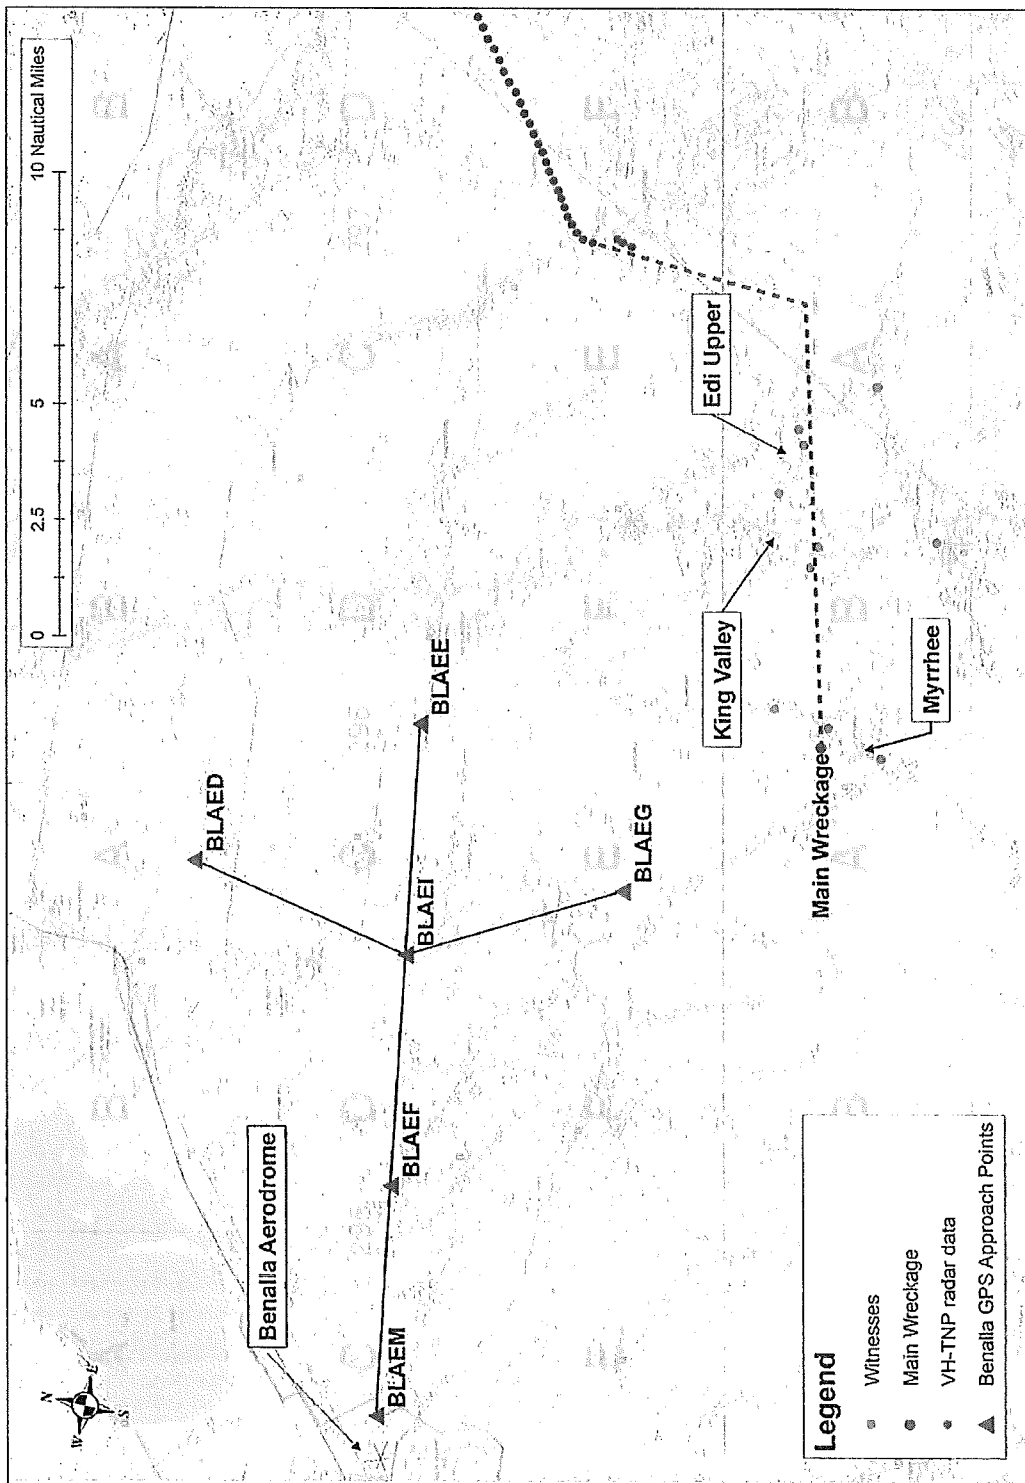 0 2.5 5 10 Nautical Miles
N
W E
S
Benalla Aerodrome
BLAED
BLAEM
BLAEF
BLAEI
BLAEE
BLAEG
Edi Upper
King Valley
Main Wreckage
Myrrhee
Legend
Witnesses
Main Wreckage
VH-TNP radar data
Benalla GPS Approach Points
A B A B A B
C C D C D
E F E F E F
B A B A B